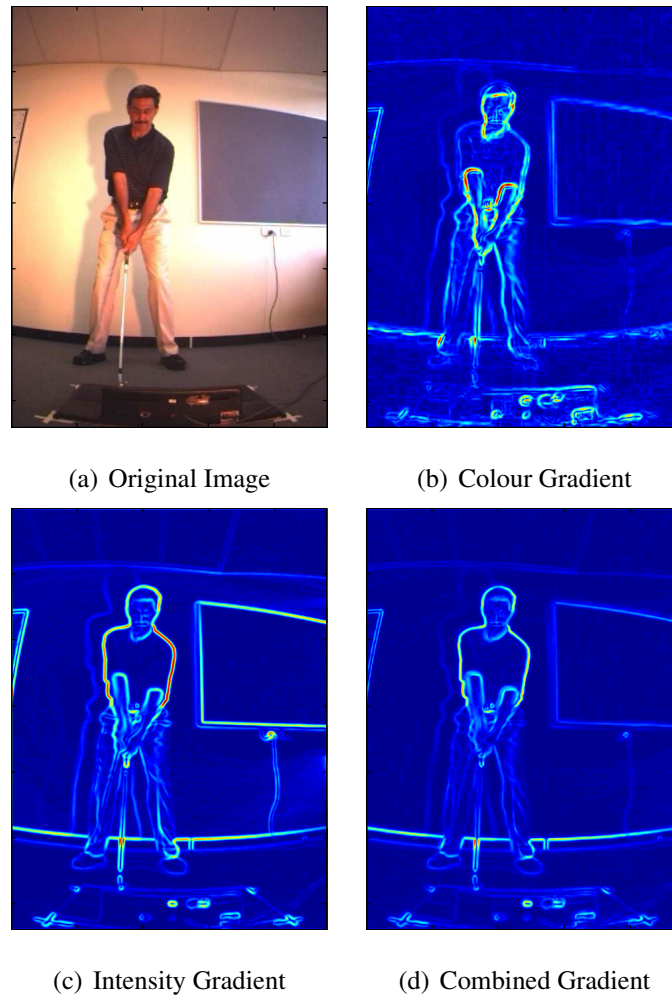 (a) Original Image
(b) Colour Gradient
(c) Intensity Gradient
(d) Combined Gradient